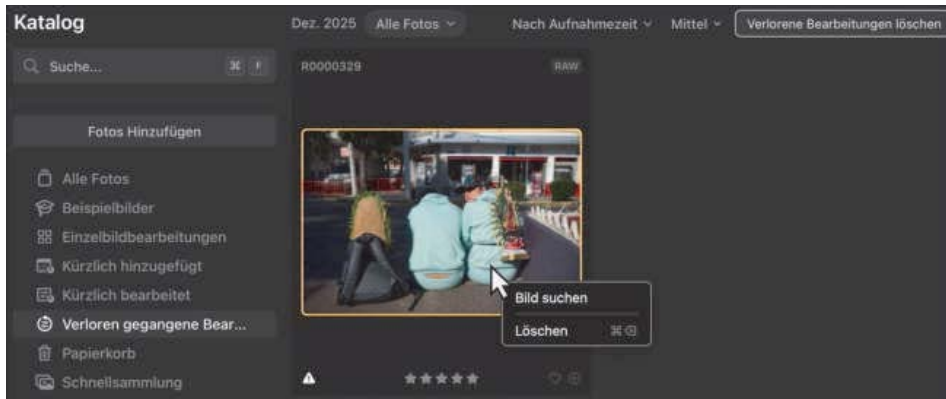 Katalog
Dez. 2025 Alle Fotos Nach Aufnahmezeit Mittel Verlorene Bearbeitungen löschen
Suche... ⌘ F
R0000329 RAW
Fotos Hinzufügen
Alle Fotos
Beispielbilder
Einzelbildbearbeitungen
Kürzlich hinzugefügt
Kürzlich bearbeitet
Bild suchen
Verloren gegangene Bear...
Löschen ⌘ ⌫
Papierkorb
Schnellsammlung